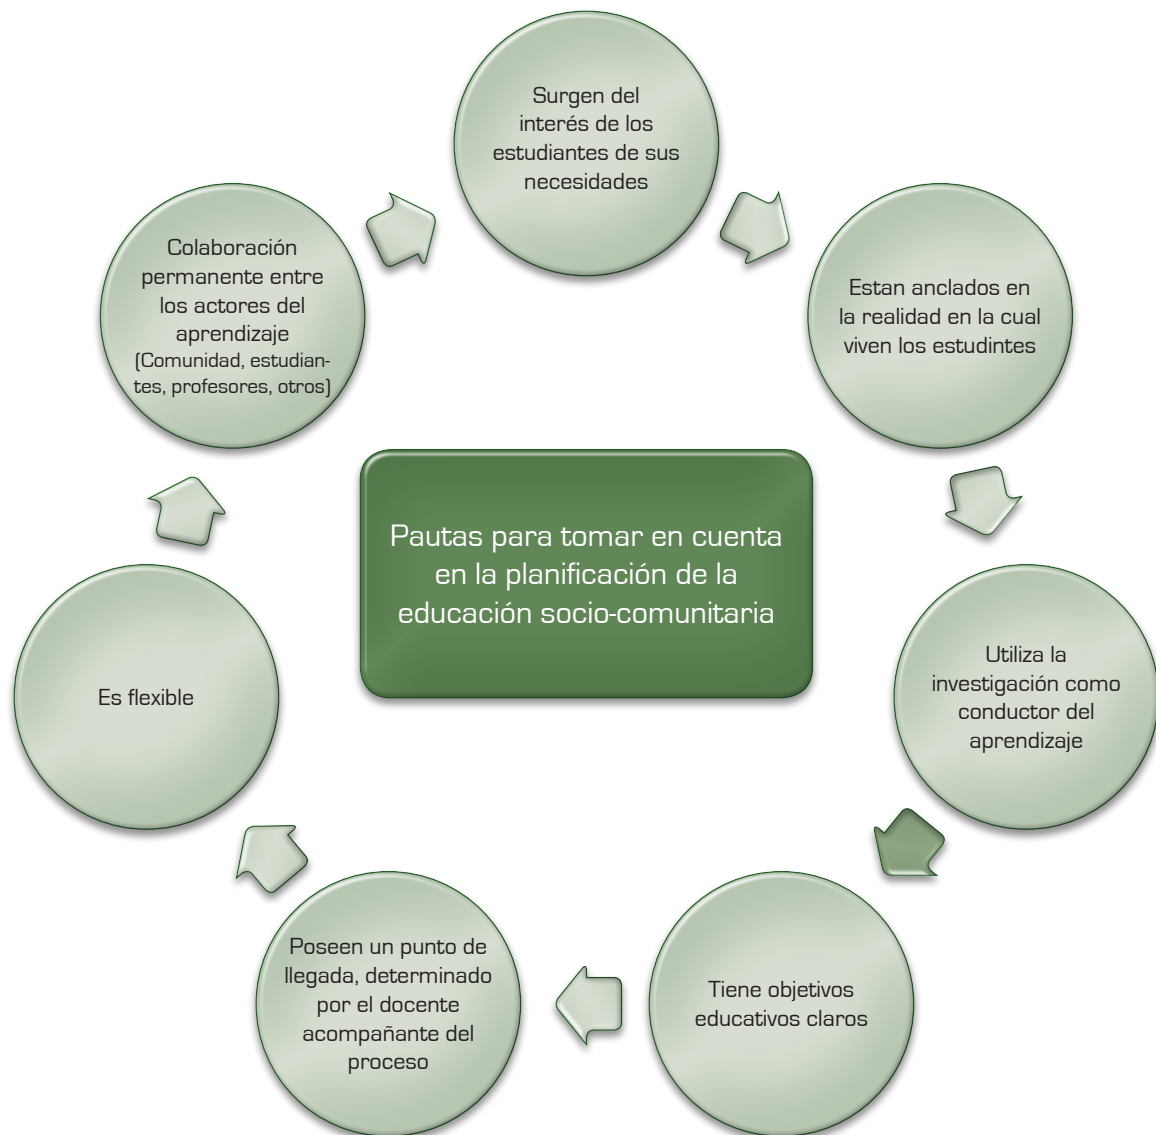 Surgen del
interés de los
estudiantes de sus
necesidades
Estan anclados en
la realidad en la cual
viven los estudintes
Utiliza la
investigación como
conductor del
aprendizaje
Tiene objetivos
educativos claros
Poseen un punto de
llegada, determinado
por el docente
acompañante del
proceso
Es flexible
Colaboración
permanente entre
los actores del
aprendizaje
(Comunidad, estudian-
tes, profesores, otros)
Pautas para tomar en cuenta
en la planificación de la
educación socio-comunitaria